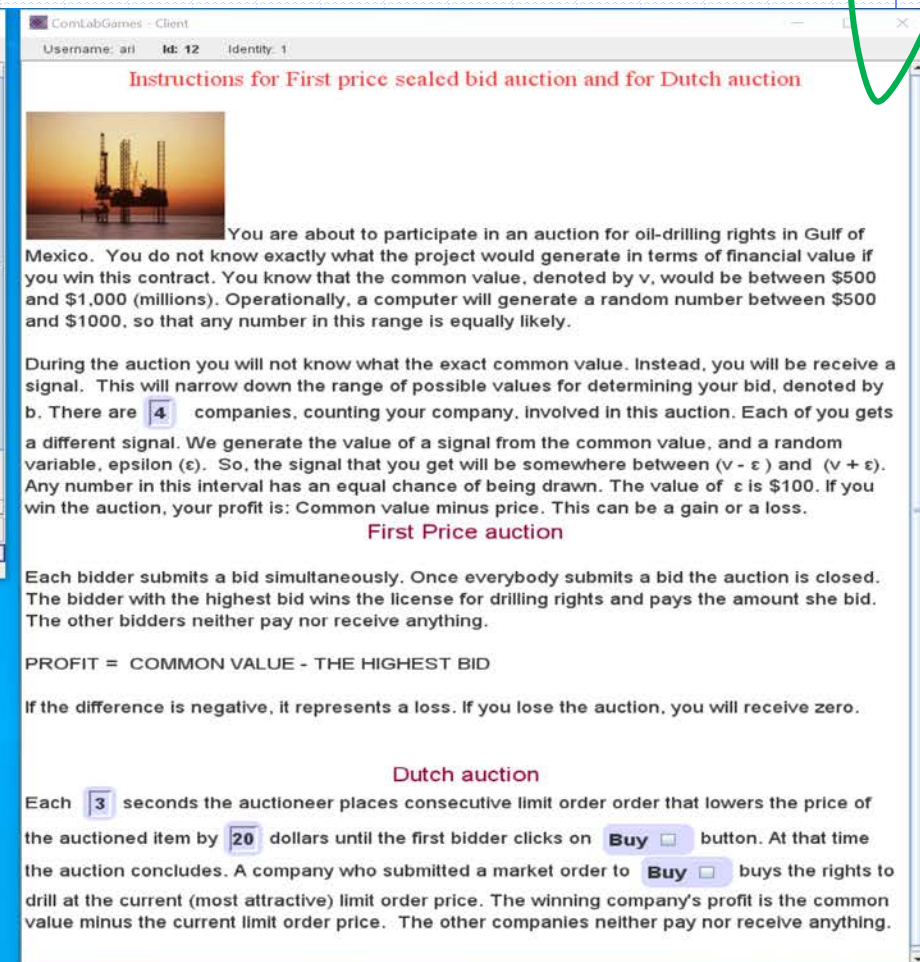 ComLabGames - Client
Username: ari Id: 12 Identity: 1
Instructions for First price sealed bid auction and for Dutch auction
You are about to participate in an auction for oil-drilling rights in Gulf of
Mexico. You do not know exactly what the project would generate in terms of financial value if
you win this contract. You know that the common value, denoted by v, would be between $500
and $1,000 (millions). Operationally, a computer will generate a random number between $500
and $1000, so that any number in this range is equally likely.
During the auction you will not know what the exact common value. Instead, you will be receive a
signal. This will narrow down the range of possible values for determining your bid, denoted by
b. There are 4 companies, counting your company, involved in this auction. Each of you gets
a different signal. We generate the value of a signal from the common value, and a random
variable, epsilon (ε). So, the signal that you get will be somewhere between (v - ε ) and (v + ε).
Any number in this interval has an equal chance of being drawn. The value of ε is $100. If you
win the auction, your profit is: Common value minus price. This can be a gain or a loss.
First Price auction
Each bidder submits a bid simultaneously. Once everybody submits a bid the auction is closed.
The bidder with the highest bid wins the license for drilling rights and pays the amount she bid.
The other bidders neither pay nor receive anything.
PROFIT = COMMON VALUE - THE HIGHEST BID
If the difference is negative, it represents a loss. If you lose the auction, you will receive zero.
Dutch auction
Each 3 seconds the auctioneer places consecutive limit order order that lowers the price of
the auctioned item by 20 dollars until the first bidder clicks on Buy button. At that time
the auction concludes. A company who submitted a market order to Buy buys the rights to
drill at the current (most attractive) limit order price. The winning company's profit is the common
value minus the current limit order price. The other companies neither pay nor receive anything.